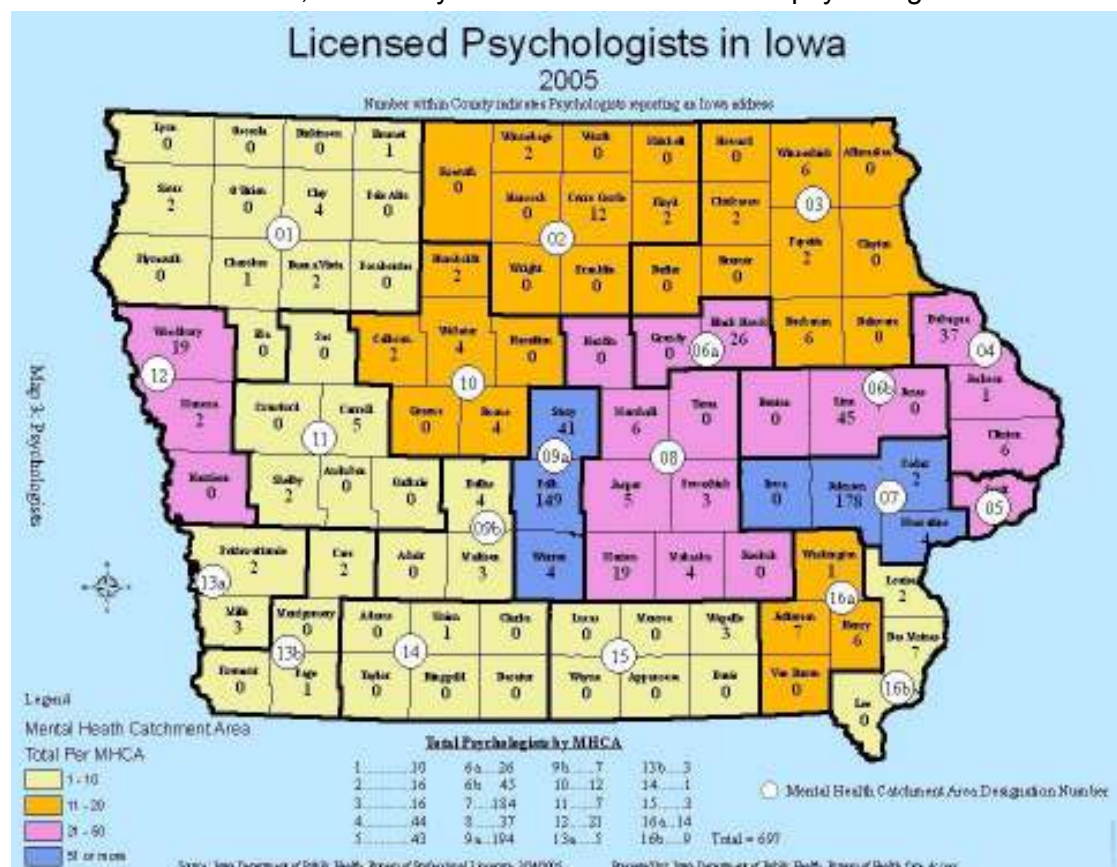 Licensed Psychologists in Iowa
2005
Number within County indicates Psychologists reporting an Iowa address
Lyon Osceola Dickinson Emmet Winnebago Worth Mitchell Howard Winneshiek Allamakee
0 0 0 1 2 0 0 0 6 0
Kossuth
0
Sioux O'Brien Clay Palo Alto Hancock Cerro Gordo Floyd Chickasaw
2 0 4 0 0 12 2 2
01 02 03
Fayette Clayton
2 0
Plymouth Cherokee Buena Vista Pocahontas Humboldt Wright Franklin Butler Bremer
0 1 2 0 2 0 0 0 0
Woodbury Ida Sac Calhoun Webster Hamilton Hardin Grundy Black Hawk Buchanan Delaware Dubuque
19 0 0 2 4 0 0 0 26 6 0 37
12 10 06a 04
Monona Crawford Carroll Greene Boone Story Marshall Tama Benton Linn Jones Jackson
2 0 5 0 4 41 6 0 0 45 0 1
11 09a 08 06b
Clinton
6
Harrison Shelby Audubon Guthrie Dallas Polk Jasper Poweshiek Iowa Johnson Cedar Scott
0 2 0 0 4 149 5 3 0 178 2
09b 07 05
Muscatine
4
Pottawattamie Cass Adair Madison Warren Marion Mahaska Keokuk Washington Louisa
2 2 0 3 4 19 4 0 1 2
13a 16a
Mills Montgomery Adams Union Clarke Lucas Monroe Wapello Jefferson Henry Des Moines
3 0 0 1 0 0 0 3 7 6 7
13b 14 15 16b
Fremont Page Taylor Ringgold Decatur Wayne Appanoose Davis Van Buren Lee
0 1 0 0 0 0 0 0 0 0
Map 3: Psychologists
Legend
Mental Heath Catchment Area
Total Per MHCA
1 - 10
11 - 20
21 - 50
51 or more
Total Psychologists by MHCA
1..........10 6a....26 9b......7 13b....3
2..........16 6b 45 10.....12 14......1
3..........16 7....184 11......7 15......3
4..........44 8.....37 12.....21 16a...14
5..........43 9a...194 13a.....5 16b....9 Total = 697
Mental Health Catchment Area Designation Number